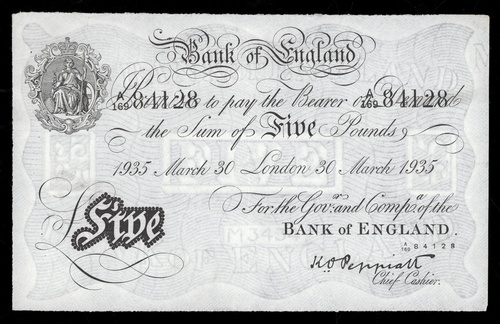 Bank of England
A/169 84128 A/169 84128
Promise to pay the Bearer on Demand
the Sum of Five Pounds
1935 March 30 London 30 March 1935
For the Govr. and Compa. of the
BANK OF ENGLAND.
£Five
A/169 84128
K O Peppiatt
Chief Cashier.